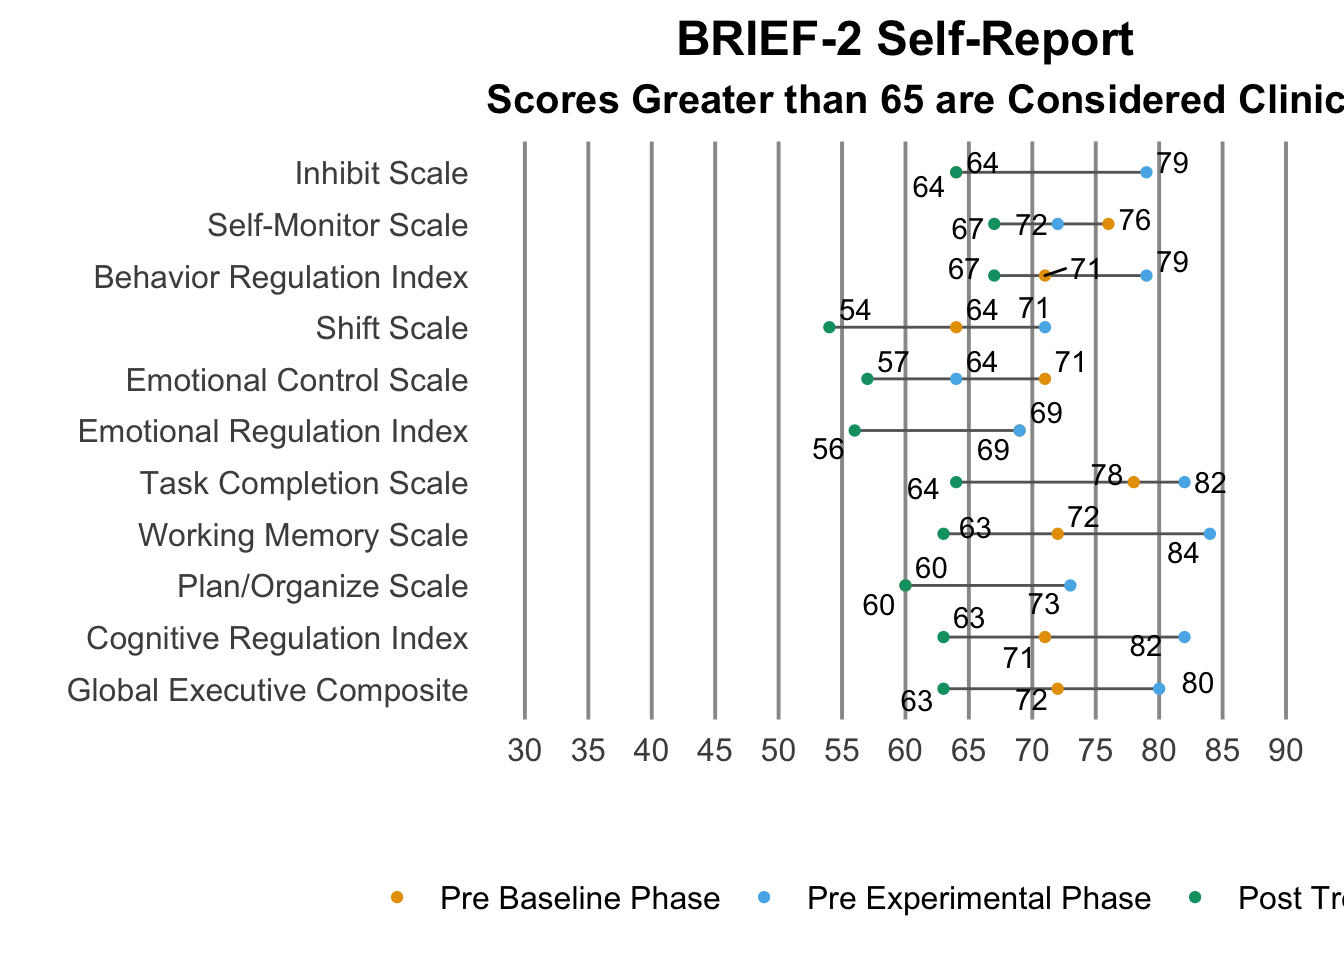 BRIEF-2 Self-Report
Scores Greater than 65 are Considered
Inhibit Scale 64 64 79
Self-Monitor Scale 67 72 76
Behavior Regulation Index 67 71 79
Shift Scale 54 64 71
Emotional Control Scale 57 64 71
Emotional Regulation Index 56 69 69
Task Completion Scale 64 78 82
Working Memory Scale 63 72 84
Plan/Organize Scale 60 60 73
Cognitive Regulation Index 63 71 82
Global Executive Composite 63 72 80
30 35 40 45 50 55 60 65 70 75 80 85 90
Pre Baseline Phase Pre Experimental Phase Post